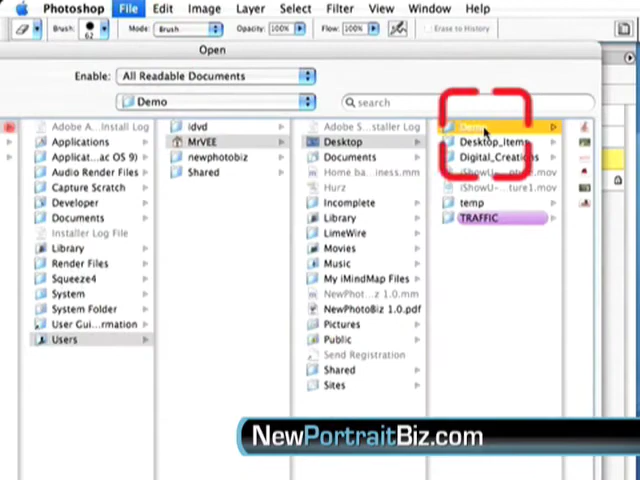 Photoshop File Edit Image Layer Select Filter View Window Help
Brush: 62 Mode: Brush Opacity: 100% Flow: 100% Erase to History
Open
Enable: All Readable Documents
Demo search
Adobe A...Install Log
Applications
Applicat...ac OS 9)
Audio Render Files
Capture Scratch
Developer
Documents
Installer Log File
Library
Render Files
Squeeze4
System
System Folder
User Gui...rmation
Users
ldvd
MrVEE
newphotobiz
Shared
Adobe S...staller Log
Desktop
Documents
Home ba...iness.mm
Hurz
Incomplete
Library
LimeWire
Movies
Music
My iMindMap Files
NewPhot...z 1.0.mm
NewPhotoBiz 1.0.pdf
Pictures
Public
Send Registration
Shared
Sites
Demo
Desktop_Items
Digital_Creations
temp
TRAFFIC
NewPortraitBiz.com